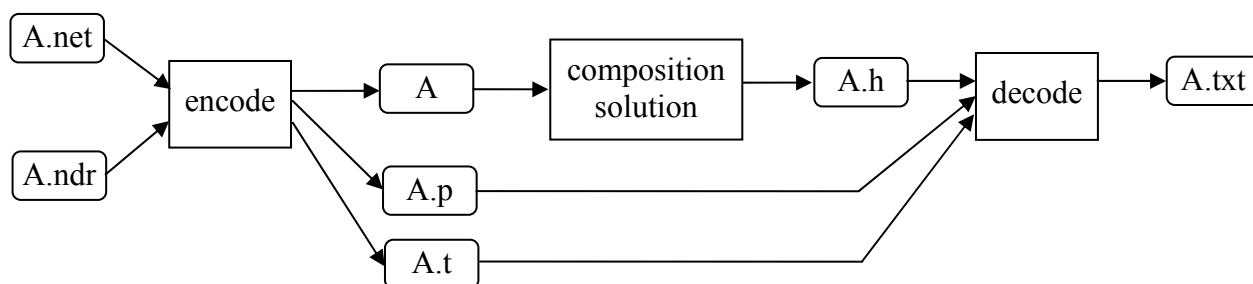 A.net
A.ndr
encode
A
A.p
A.t
composition
solution
A.h
decode
A.txt